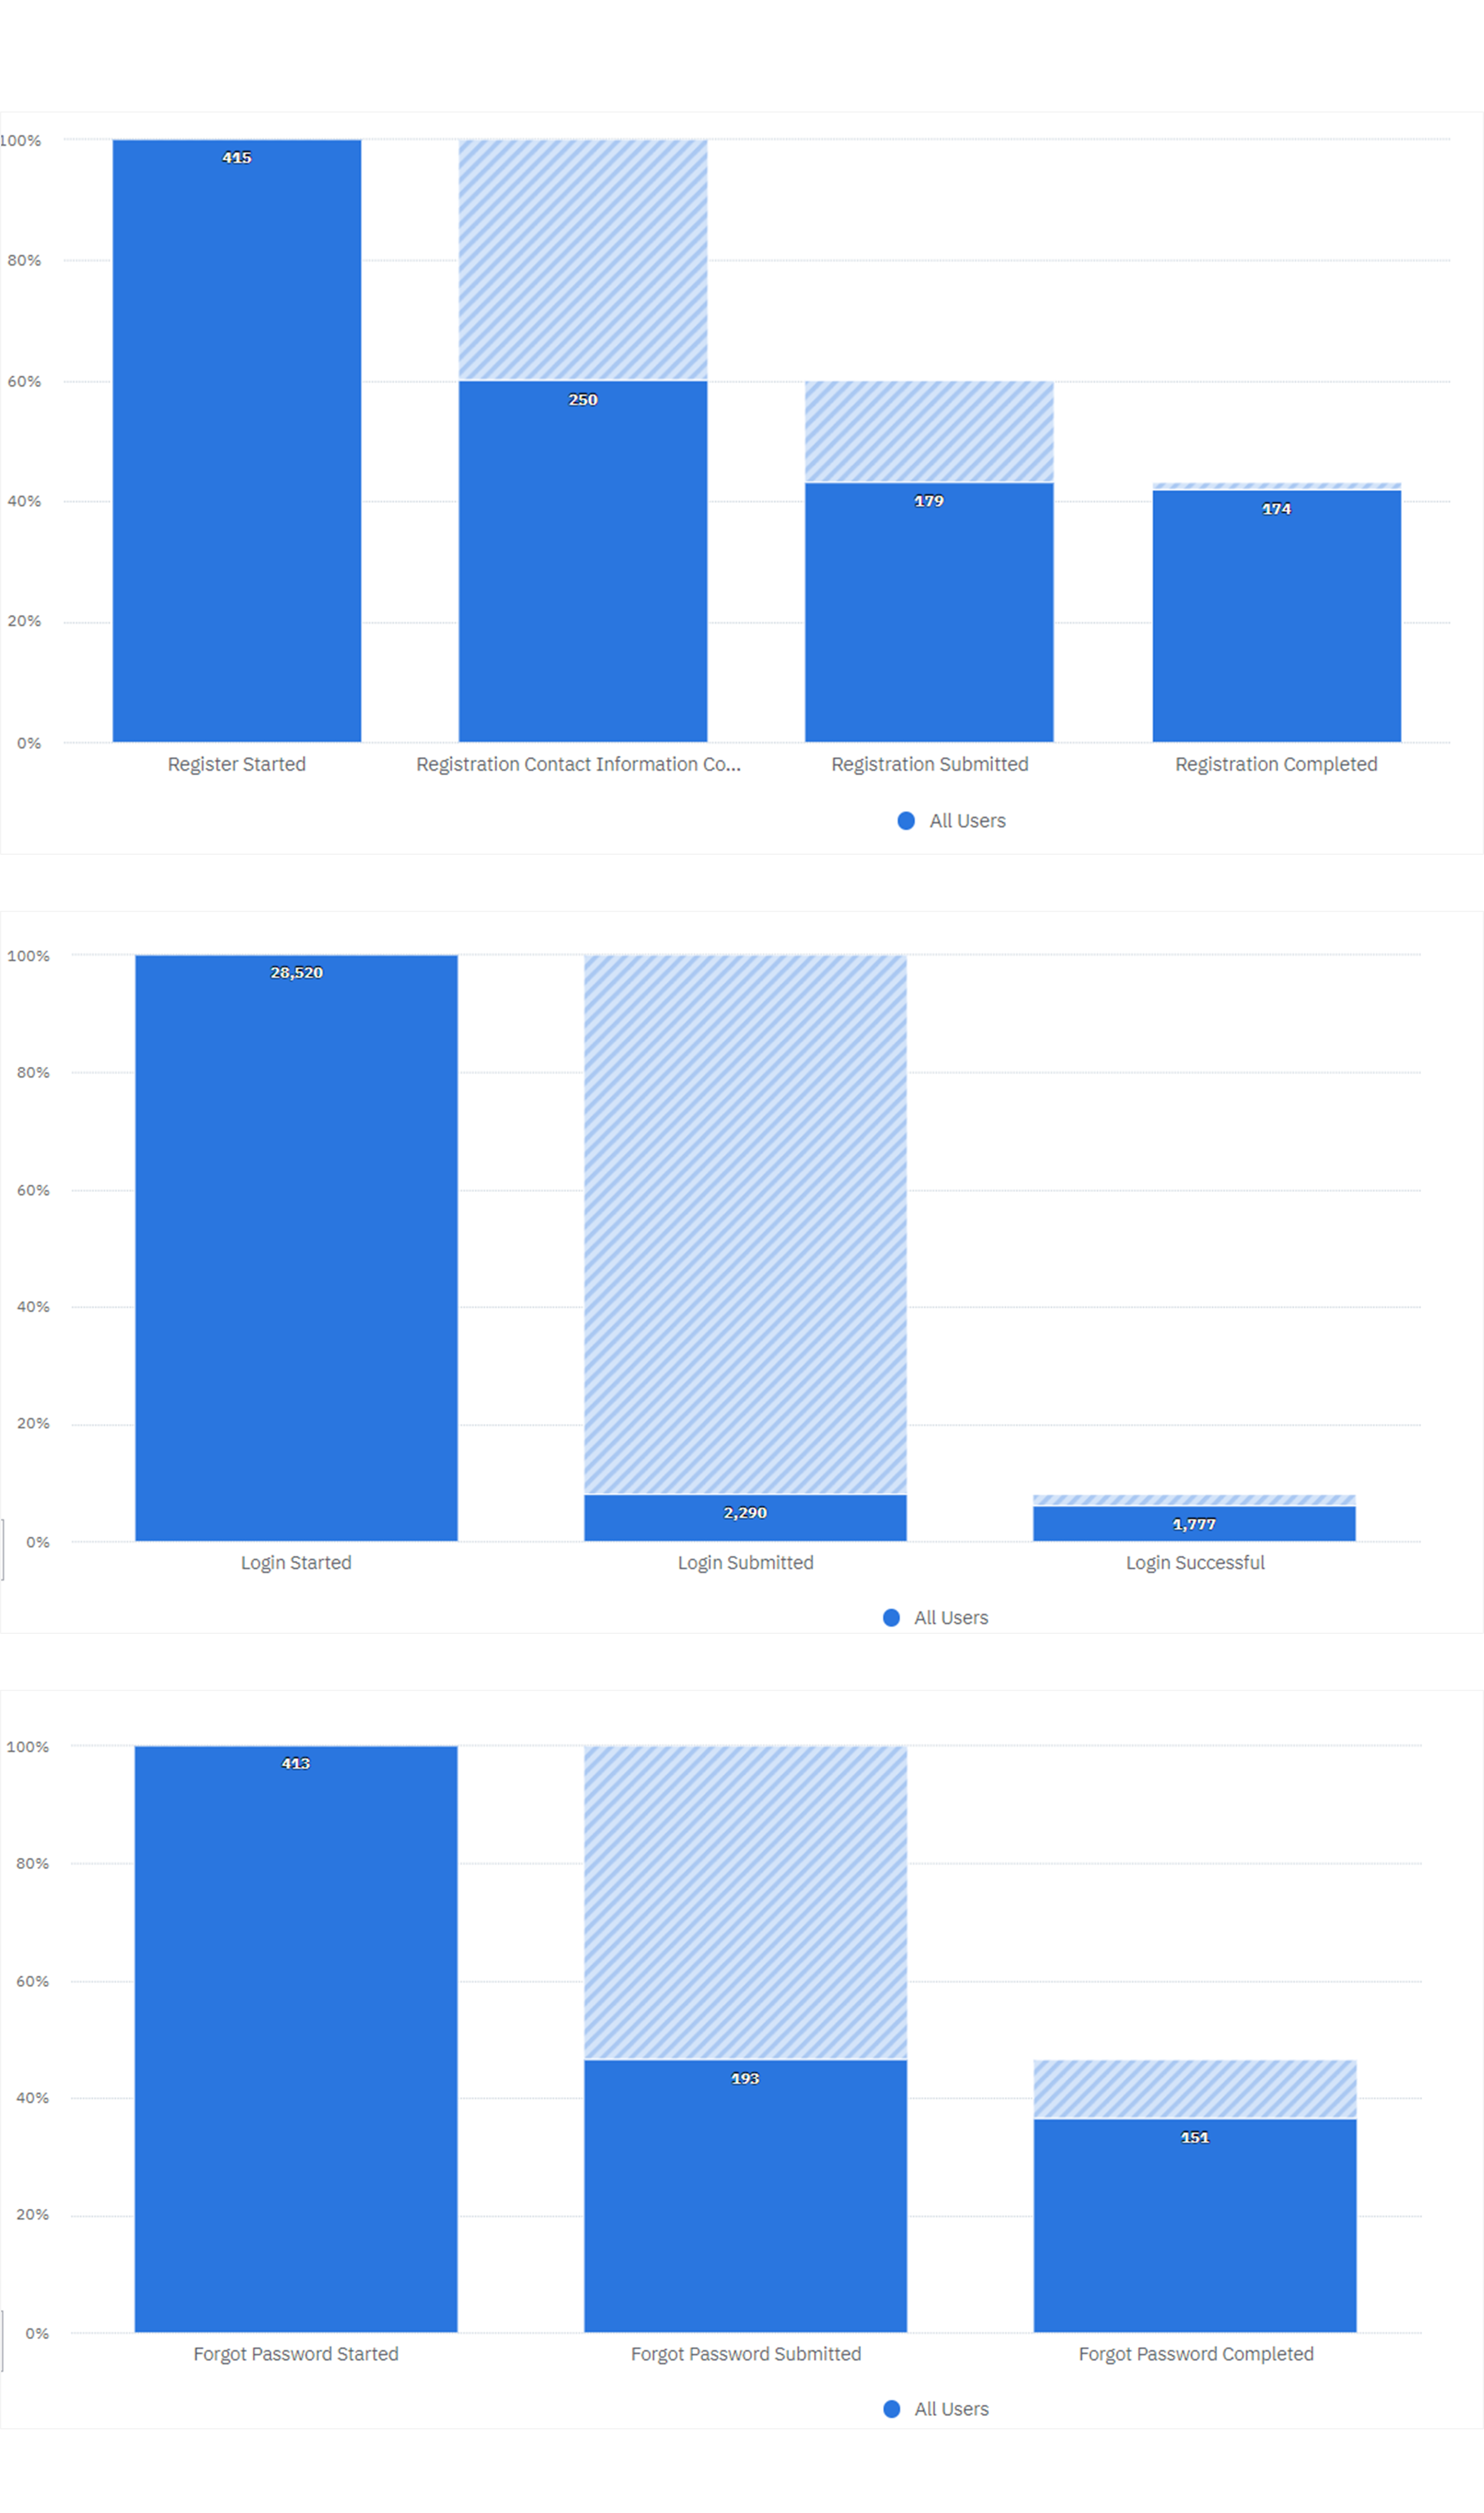 100%
415
80%
60%
250
40%
179
174
20%
0%
Register Started
Registration Contact Information Co...
Registration Submitted
Registration Completed
All Users
100%
28,520
80%
60%
40%
20%
2,290
1,777
0%
Login Started
Login Submitted
Login Successful
All Users
100%
413
80%
60%
193
40%
151
20%
0%
Forgot Password Started
Forgot Password Submitted
Forgot Password Completed
All Users